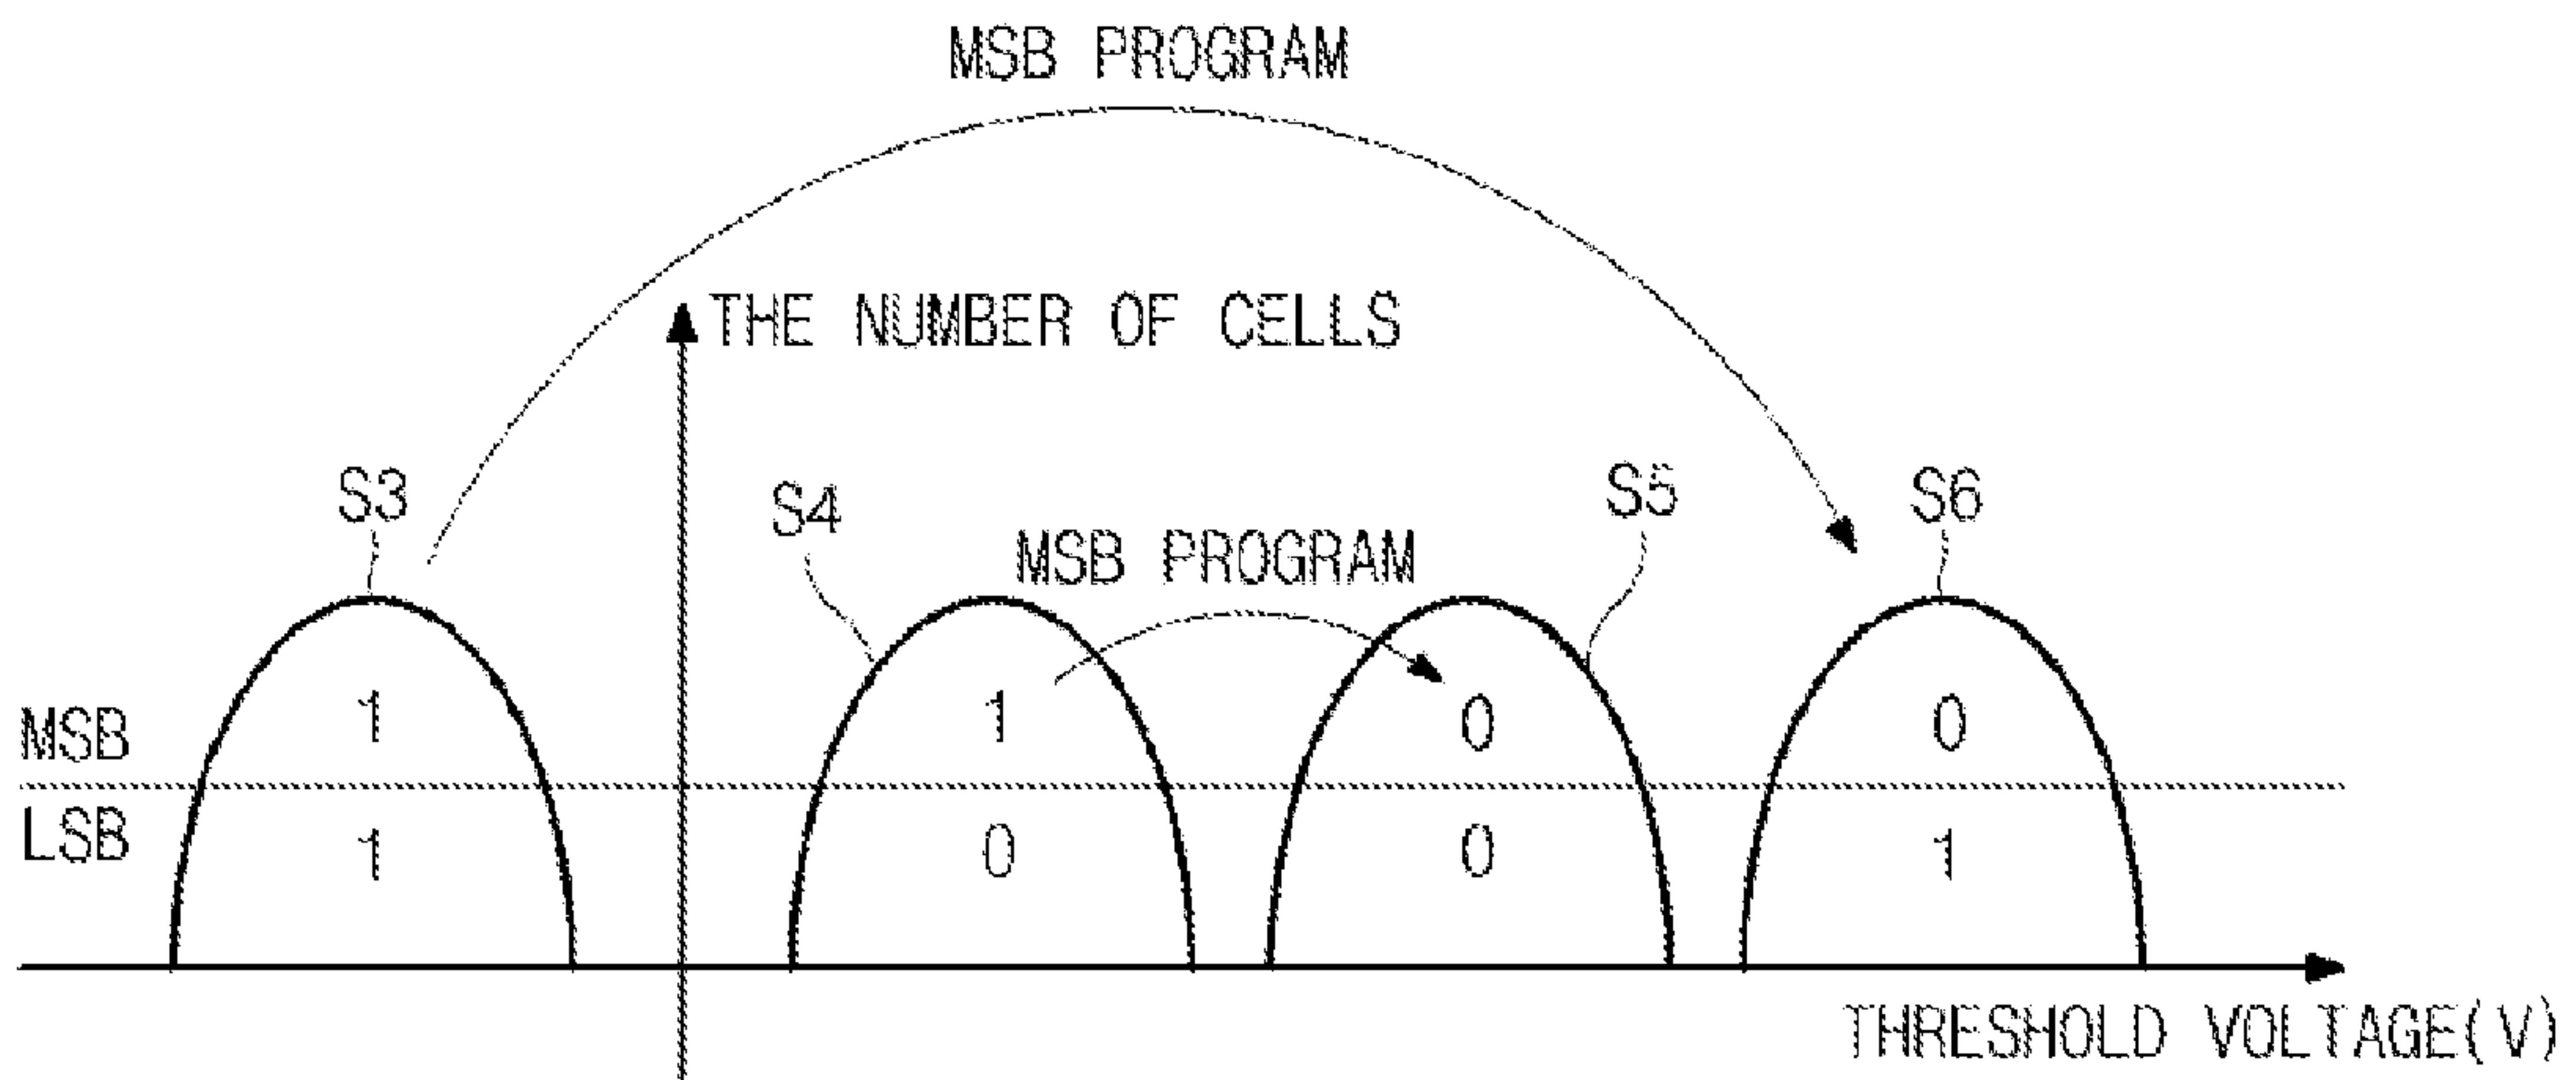 MSB PROGRAM
THE NUMBER OF CELLS
S3
S4
S5
S6
MSB PROGRAM
MSB
1
1
0
0
LSB
1
0
0
1
THRESHOLD VOLTAGE(V)